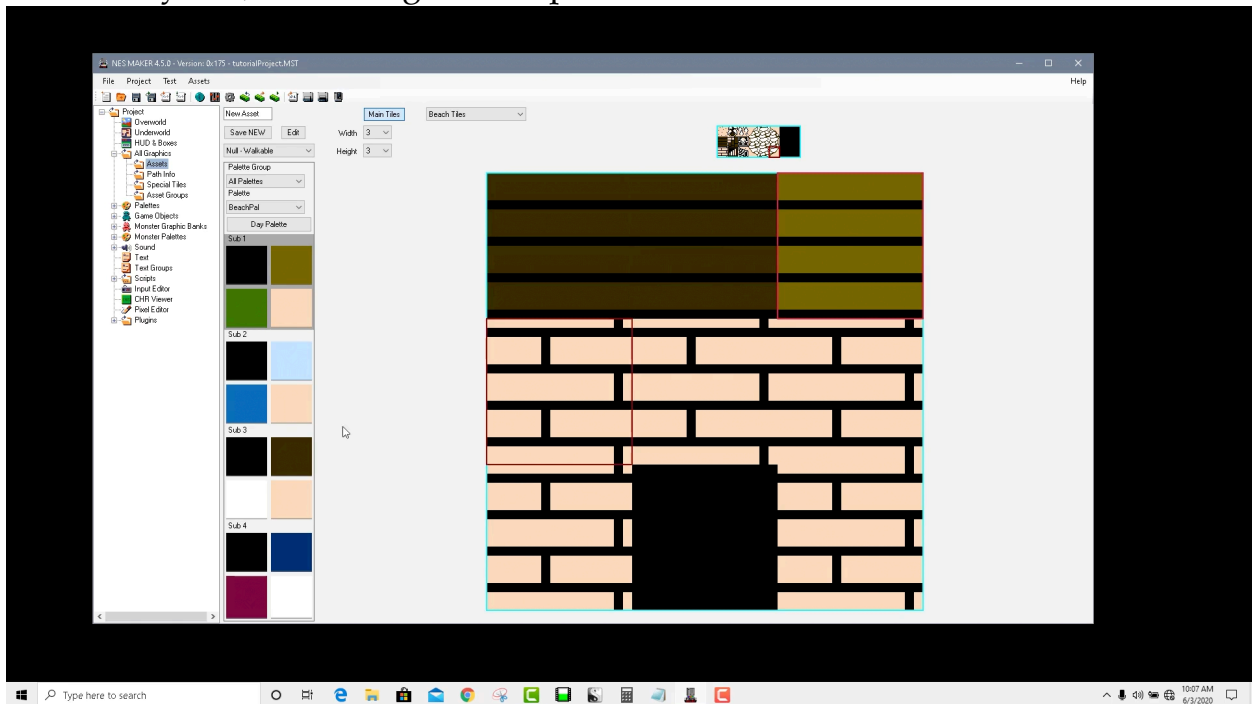 NES MAKER 4.5.0 - Version: 0x175 - tutorialProject.MST
File Project Test Assets Help
Project
Overworld
Underworld
HUD & Boxes
All Graphics
Assets
Path Info
Special Tiles
Asset Groups
Palettes
Game Objects
Monster Graphic Banks
Monster Palettes
Sound
Text
Text Groups
Scripts
Input Editor
CHR Viewer
Pixel Editor
Plugins
New Asset
Save NEW Edit
Null - Walkable
Palette Group
All Palettes
Palette
BeachPal
Day Palette
Sub 1
Sub 2
Sub 3
Sub 4
Main Tiles Beach Tiles
Width 3
Height 3
Type here to search
10:07 AM
6/3/2020